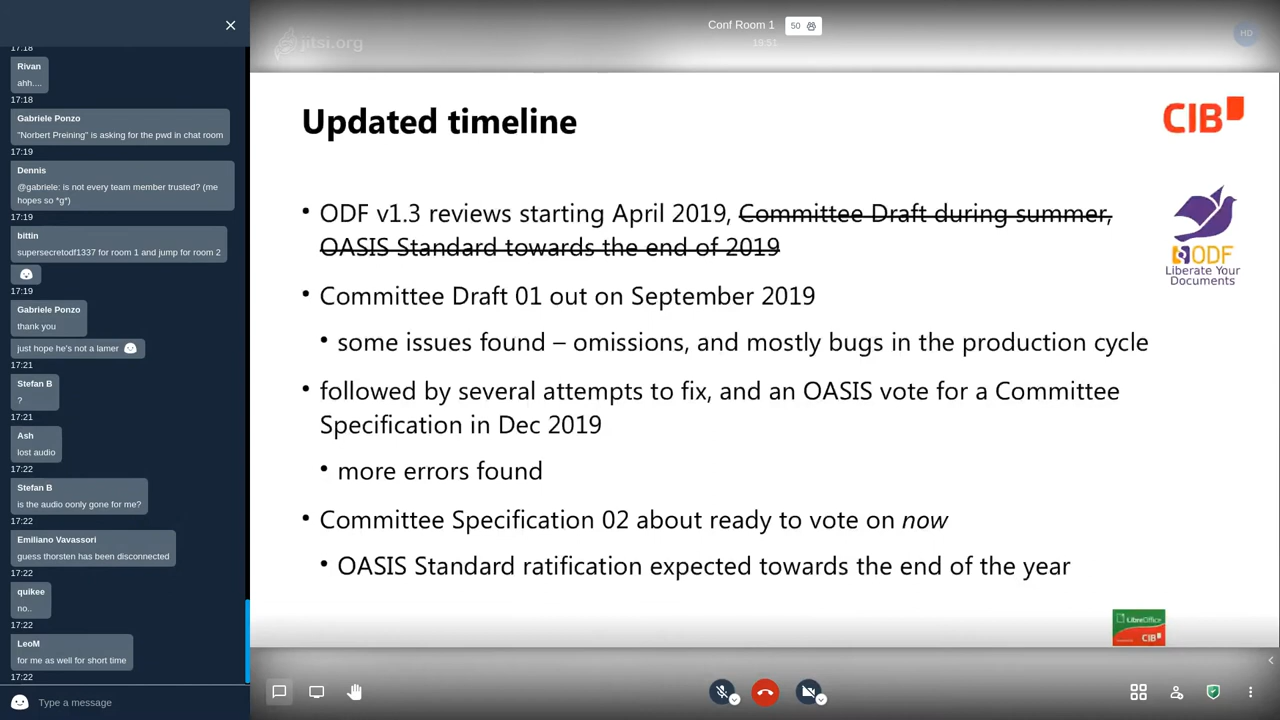 17:18
Rivan
ahh....
17:18
Gabriele Ponzo
"Norbert Preining" is asking for the pwd in chat room
17:19
Dennis
@gabriele: is not every team member trusted? (me
hopes so *g*)
17:19
bittin
supersecretodf1337 for room 1 and jump for room 2
17:19
Gabriele Ponzo
thank you
just hope he's not a lamer
17:21
Stefan B
?
17:21
Ash
lost audio
17:22
Stefan B
is the audio oonly gone for me?
17:22
Emiliano Vavassori
guess thorsten has been disconnected
17:22
quikee
no..
17:22
LeoM
for me as well for short time
17:22
Type a message
jitsi.org
Conf Room 1
50
19:51
HD
Updated timeline
CIB
• ODF v1.3 reviews starting April 2019, Committee Draft during summer,
OASIS Standard towards the end of 2019
• Committee Draft 01 out on September 2019
• some issues found – omissions, and mostly bugs in the production cycle
• followed by several attempts to fix, and an OASIS vote for a Committee
Specification in Dec 2019
• more errors found
• Committee Specification 02 about ready to vote on now
• OASIS Standard ratification expected towards the end of the year
ODF
Liberate Your
Documents
LibreOffice
CIB